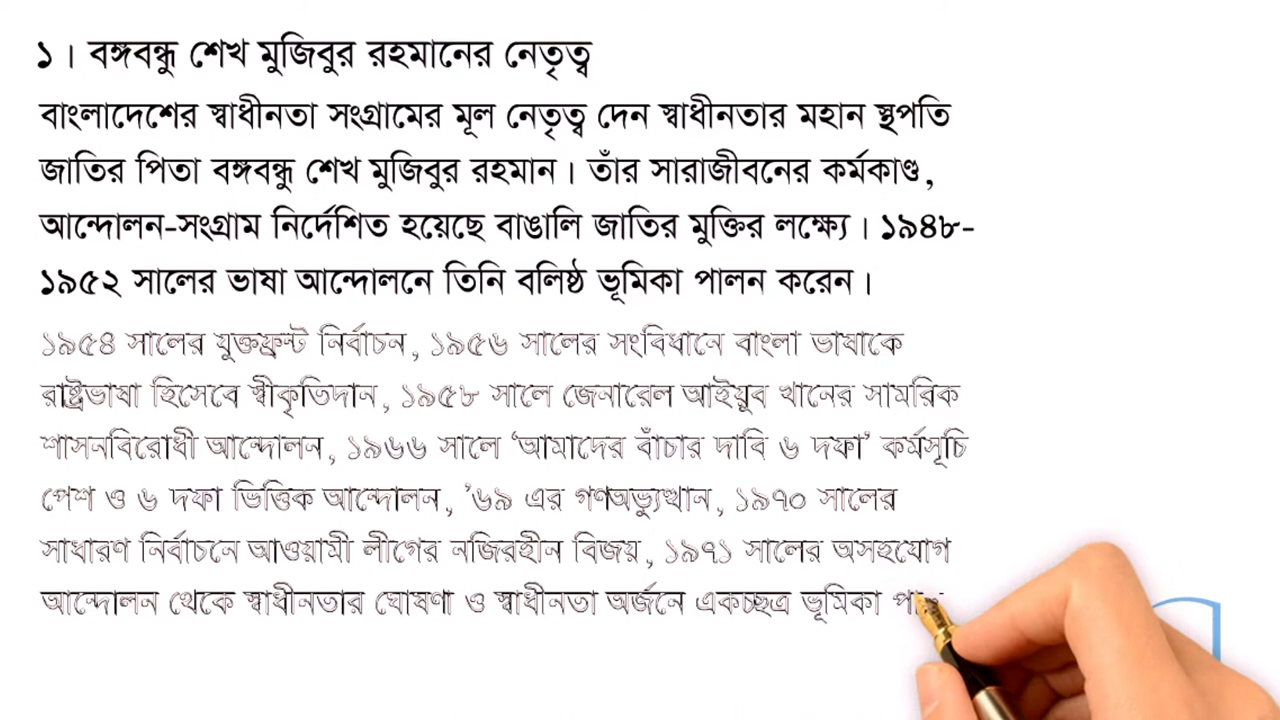 ১। বঙ্গবন্ধু শেখ মুজিবুর রহমানের নেতৃত্ব
বাংলাদেশের স্বাধীনতা সংগ্রামের মূল নেতৃত্ব দেন স্বাধীনতার মহান স্থপতি
জাতির পিতা বঙ্গবন্ধু শেখ মুজিবুর রহমান। তাঁর সারাজীবনের কর্মকাণ্ড,
আন্দোলন-সংগ্রাম নির্দেশিত হয়েছে বাঙালি জাতির মুক্তির লক্ষ্যে। ১৯৪৮-
১৯৫২ সালের ভাষা আন্দোলনে তিনি বলিষ্ঠ ভূমিকা পালন করেন।
১৯৫৪ সালের যুক্তফ্রন্ট নির্বাচন, ১৯৫৬ সালের সংবিধানে বাংলা ভাষাকে
রাষ্ট্রভাষা হিসেবে স্বীকৃতিদান, ১৯৫৮ সালে জেনারেল আইয়ুব খানের সামরিক
শাসনবিরোধী আন্দোলন, ১৯৬৬ সালে ‘আমাদের বাঁচার দাবি ৬ দফা’ কর্মসূচি
পেশ ও ৬ দফা ভিত্তিক আন্দোলন, ’৬৯ এর গণঅভ্যুত্থান, ১৯৭০ সালের
সাধারণ নির্বাচনে আওয়ামী লীগের নজিরহীন বিজয়, ১৯৭১ সালের অসহযোগ
আন্দোলন থেকে স্বাধীনতার ঘোষণা ও স্বাধীনতা অর্জনে একচ্ছত্র ভূমিকা